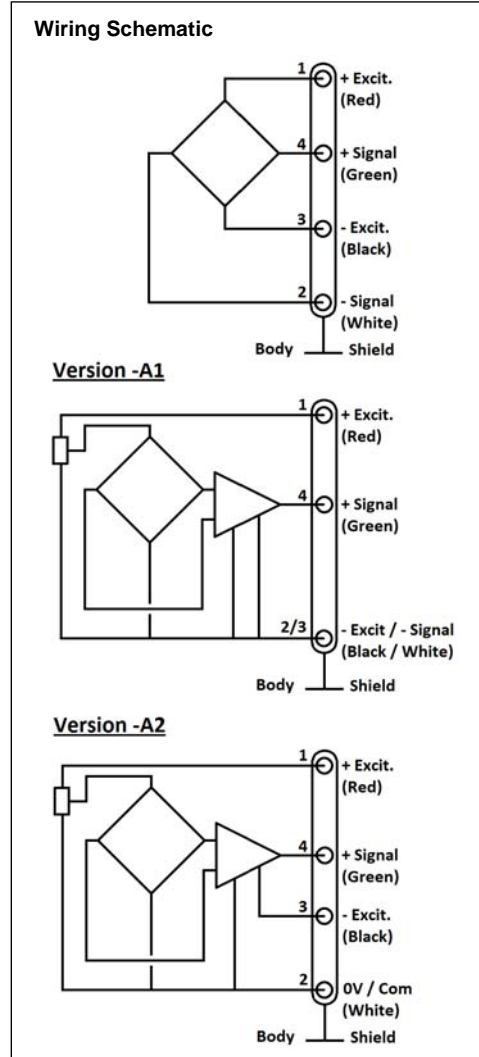 Wiring Schematic
1 + Excit.
(Red)
4 + Signal
(Green)
3 - Excit.
(Black)
2 - Signal
(White)
Body Shield
Version -A1
1 + Excit.
(Red)
4 + Signal
(Green)
2/3 - Excit / - Signal
(Black / White)
Body Shield
Version -A2
1 + Excit.
(Red)
4 + Signal
(Green)
3 - Excit.
(Black)
2 0V / Com
(White)
Body Shield